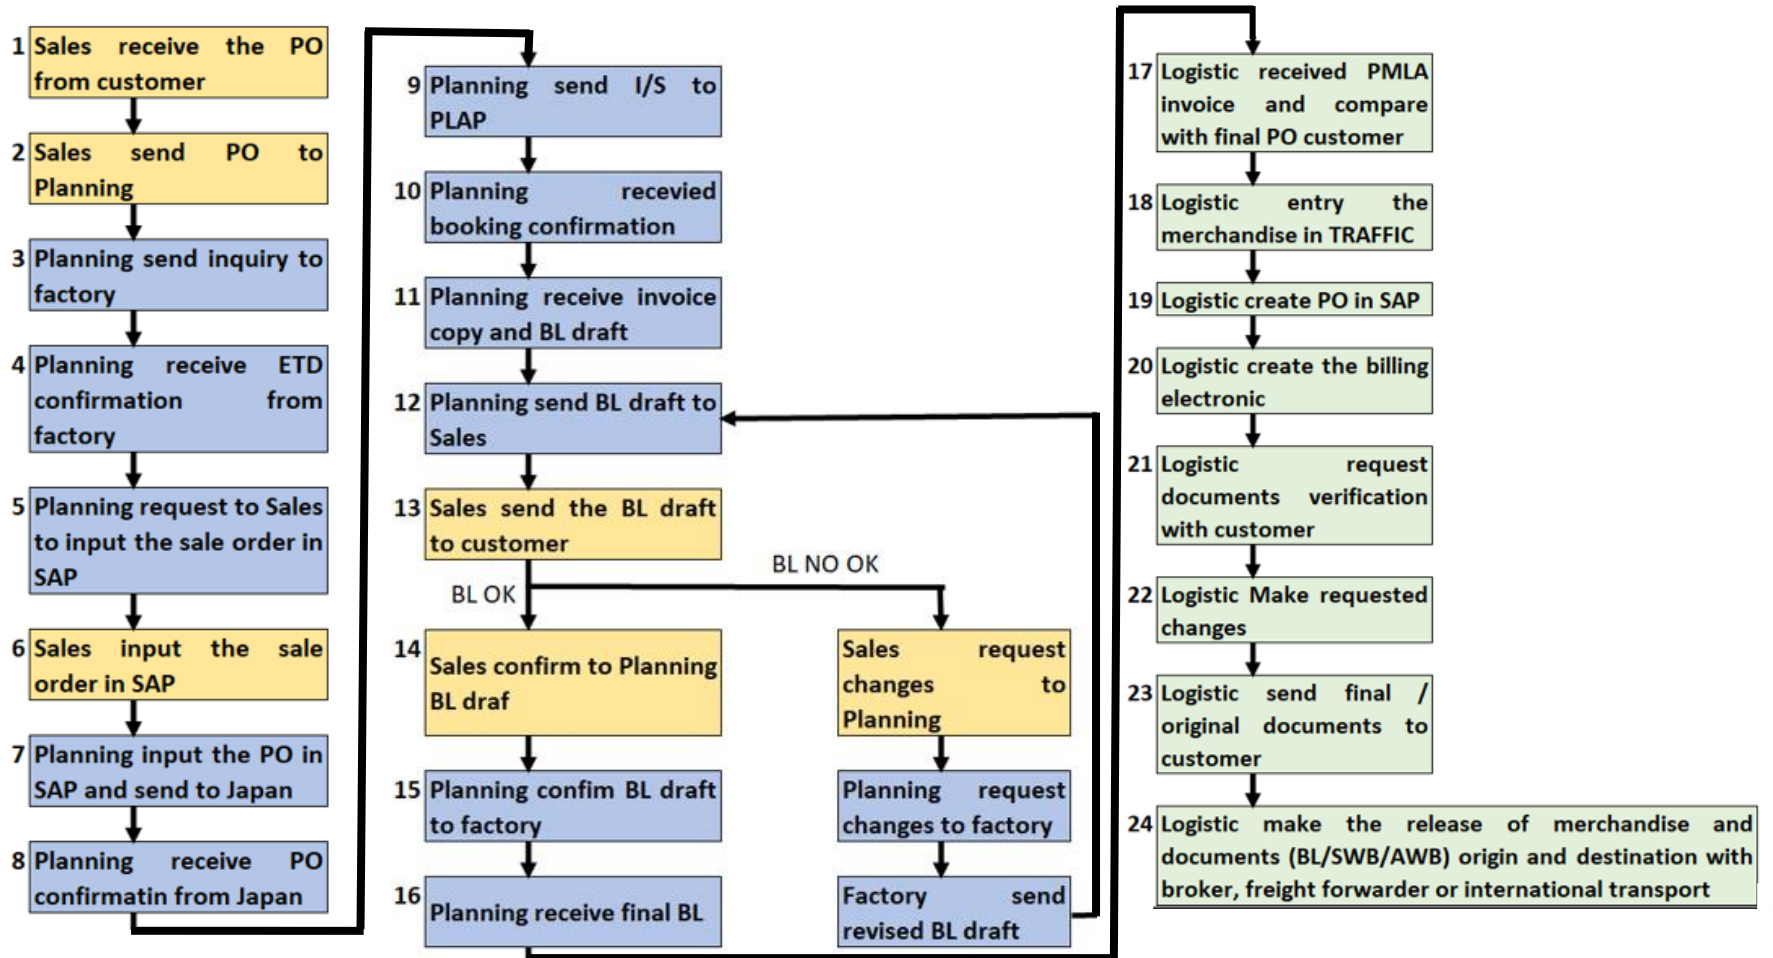 1 Sales receive the PO
from customer
2 Sales send PO to
Planning
3 Planning send inquiry to
factory
4 Planning receive ETD
confirmation from
factory
5 Planning request to Sales
to input the sale order in
SAP
6 Sales input the sale
order in SAP
7 Planning input the PO in
SAP and send to Japan
8 Planning receive PO
confirmatin from Japan
9 Planning send I/S to
PLAP
10 Planning recevied
booking confirmation
11 Planning receive invoice
copy and BL draft
12 Planning send BL draft to
Sales
13 Sales send the BL draft
to customer
BL OK
BL NO OK
14 Sales confirm to Planning
BL draf
15 Planning confim BL draft
to factory
16 Planning receive final BL
Sales request
changes to
Planning
Planning request
changes to factory
Factory send
revised BL draft
17 Logistic received PMLA
invoice and compare
with final PO customer
18 Logistic entry the
merchandise in TRAFFIC
19 Logistic create PO in SAP
20 Logistic create the billing
electronic
21 Logistic request
documents verification
with customer
22 Logistic Make requested
changes
23 Logistic send final /
original documents to
customer
24 Logistic make the release of merchandise and
documents (BL/SWB/AWB) origin and destination with
broker, freight forwarder or international transport